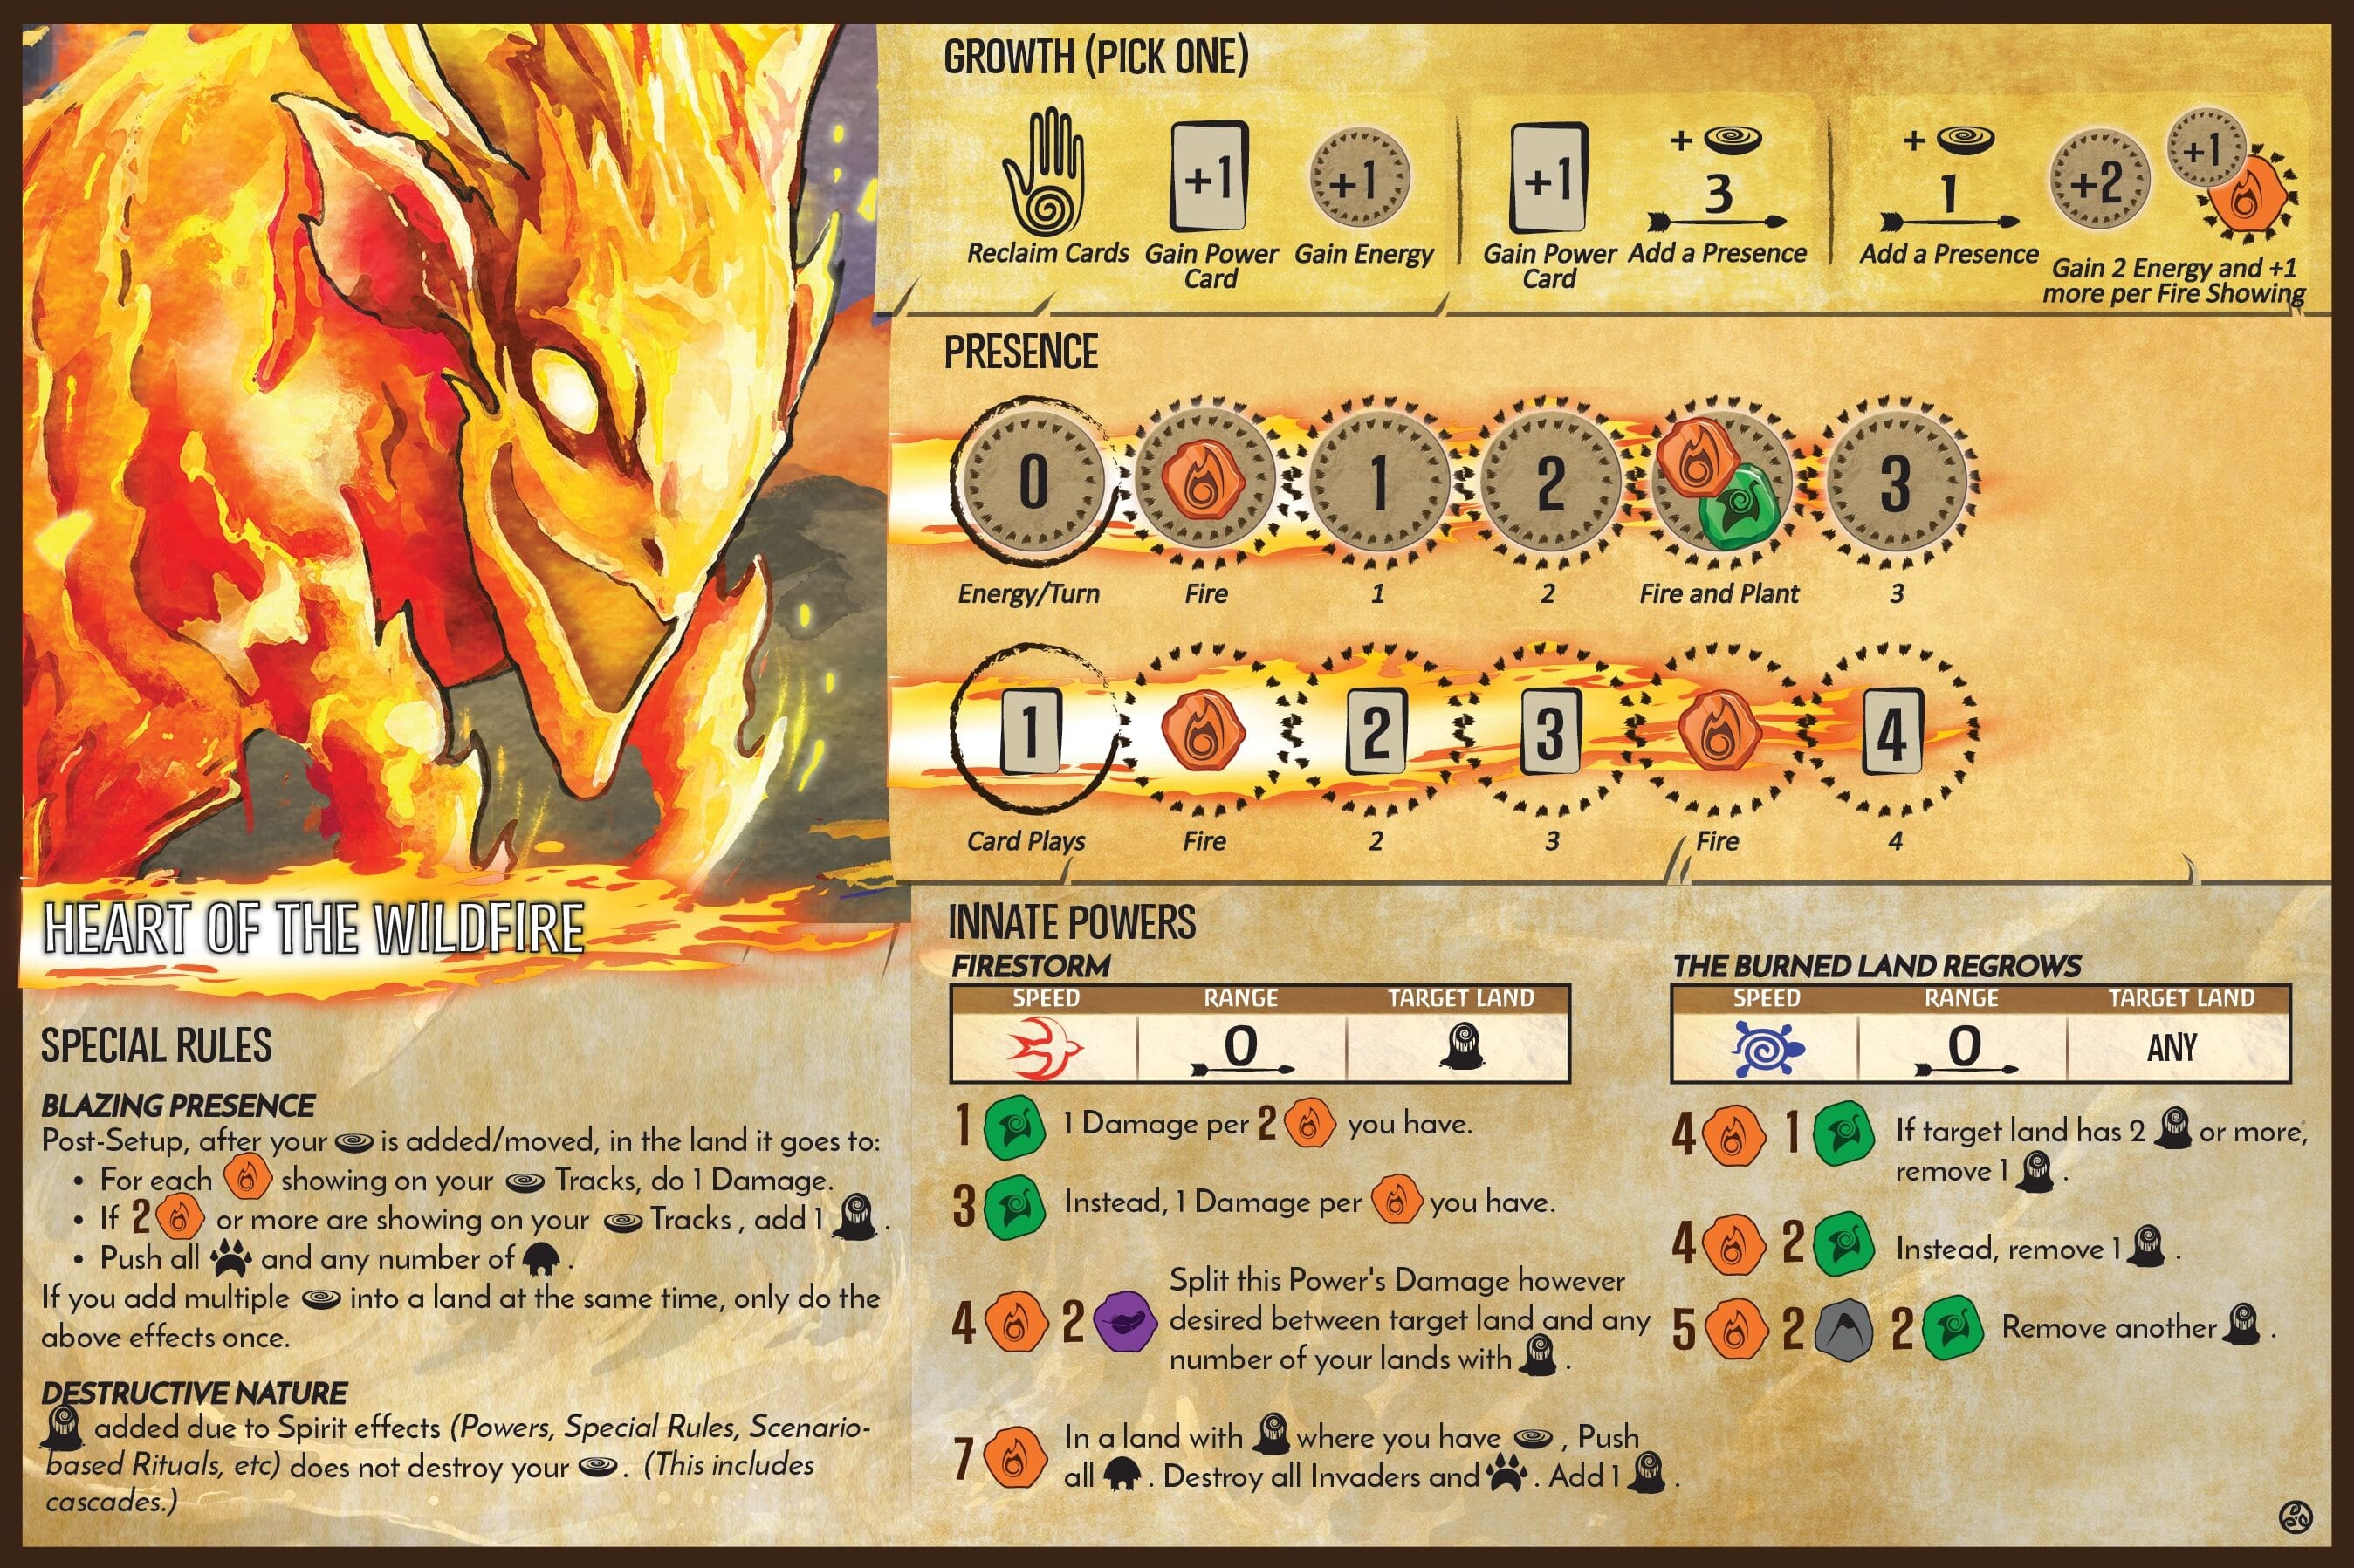 GROWTH (PICK ONE)
+1 +1 +1 + 3 + 1 +2 +1
Reclaim Cards Gain Power Card Gain Energy Gain Power Card Add a Presence Add a Presence Gain 2 Energy and +1 more per Fire Showing
PRESENCE
0 1 2 3
Energy/Turn Fire 1 2 Fire and Plant 3
1 2 3 4
Card Plays Fire 2 3 Fire 4
HEART OF THE WILDFIRE
SPECIAL RULES
BLAZING PRESENCE
Post-Setup, after your is added/moved, in the land it goes to:
• For each showing on your Tracks, do 1 Damage.
• If 2 or more are showing on your Tracks , add 1 .
• Push all and any number of .
If you add multiple into a land at the same time, only do the
above effects once.
DESTRUCTIVE NATURE
added due to Spirit effects (Powers, Special Rules, Scenario-
based Rituals, etc) does not destroy your . (This includes
cascades.)
INNATE POWERS
FIRESTORM
SPEED RANGE TARGET LAND
0
1 1 Damage per 2 you have.
3 Instead, 1 Damage per you have.
4 2 Split this Power's Damage however
desired between target land and any
number of your lands with .
7 In a land with where you have , Push
all . Destroy all Invaders and . Add 1 .
THE BURNED LAND REGROWS
SPEED RANGE TARGET LAND
0 ANY
4 1 If target land has 2 or more,
remove 1 .
4 2 Instead, remove 1 .
5 2 2 Remove another .